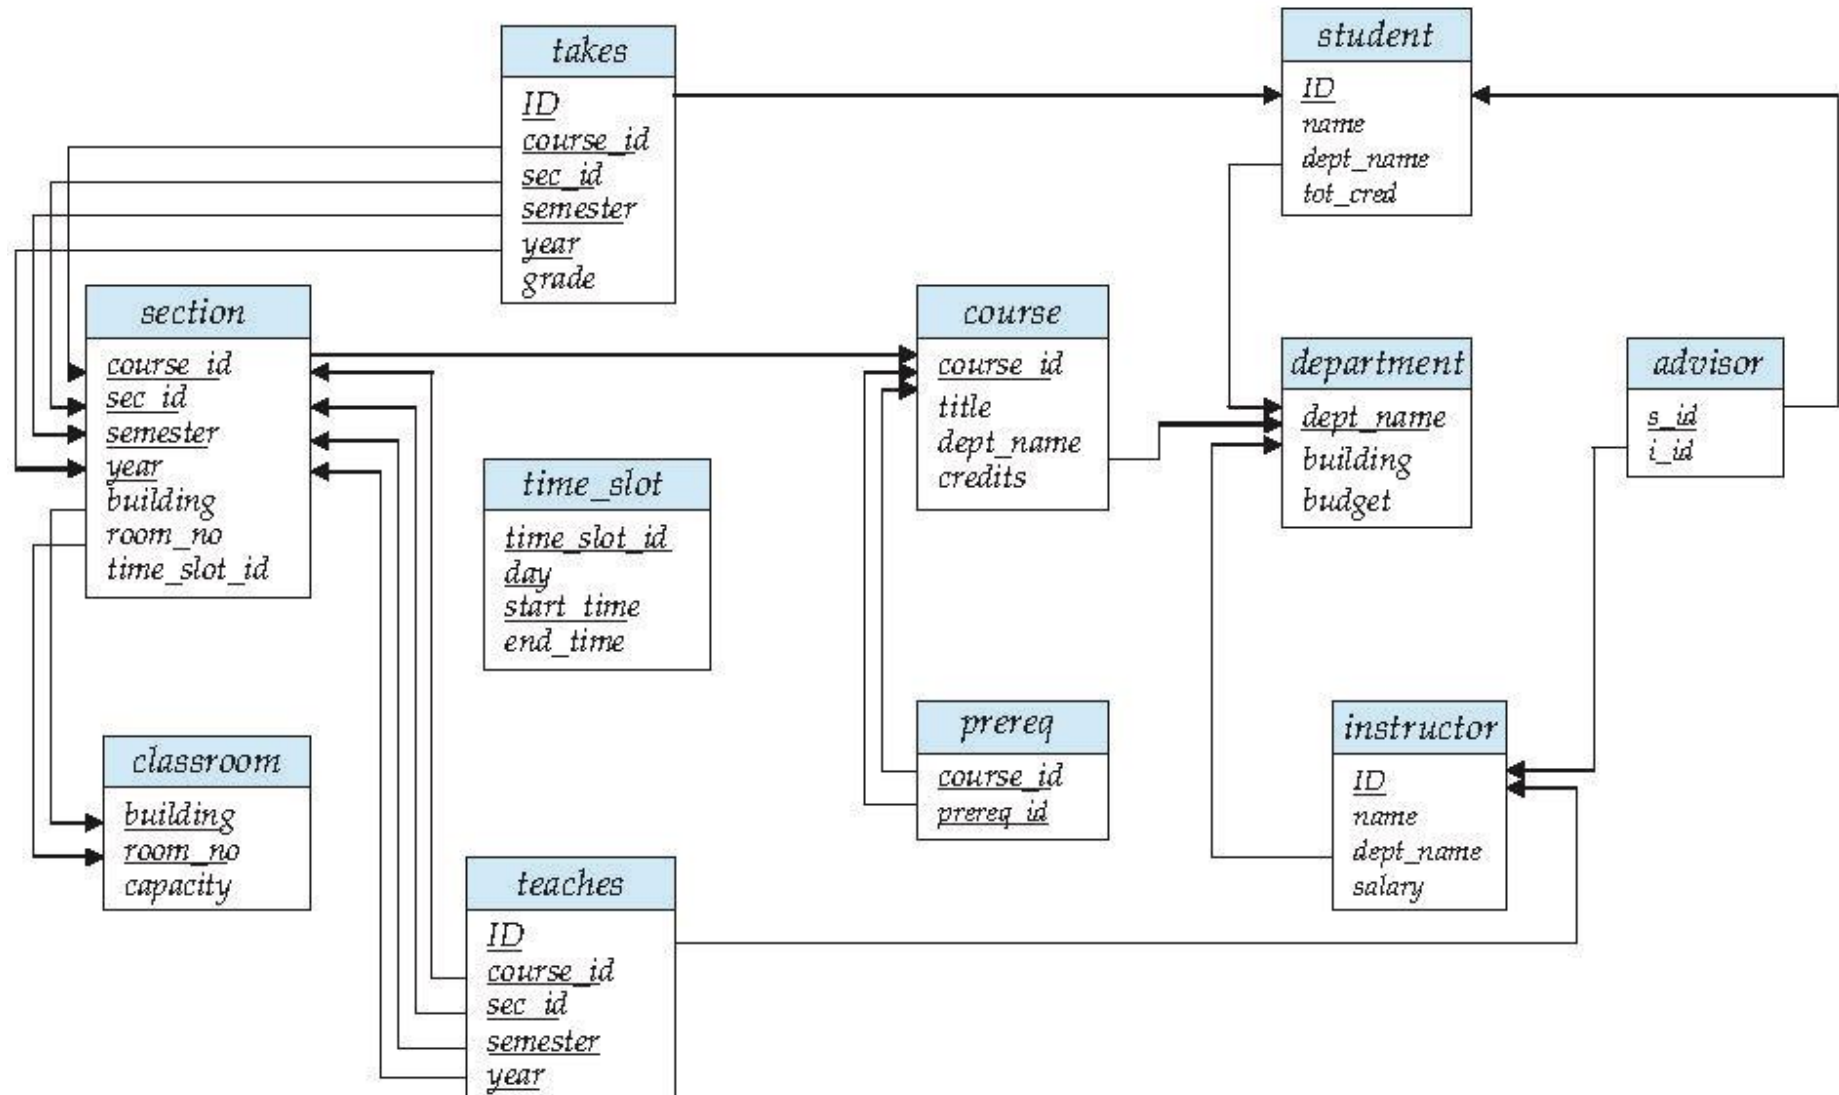 takes
ID
course_id
sec_id
semester
year
grade
student
ID
name
dept_name
tot_cred
section
course_id
sec_id
semester
year
building
room_no
time_slot_id
course
course_id
title
dept_name
credits
department
dept_name
building
budget
advisor
s_id
i_id
time_slot
time_slot_id
day
start_time
end_time
prereq
course_id
prereq_id
instructor
ID
name
dept_name
salary
classroom
building
room_no
capacity
teaches
ID
course_id
sec_id
semester
year